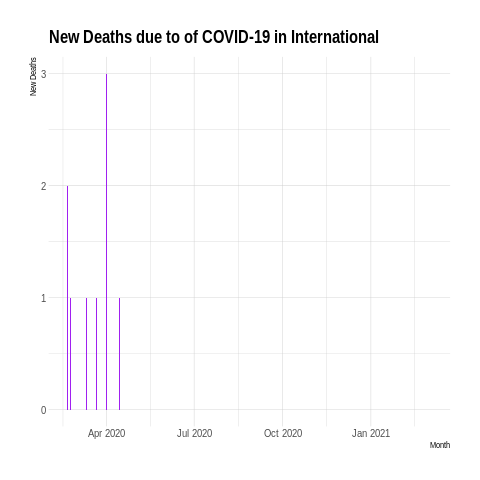 New Deaths due to of COVID-19 in International
New Deaths
3
2
1
0
Apr 2020 Jul 2020 Oct 2020 Jan 2021
Month